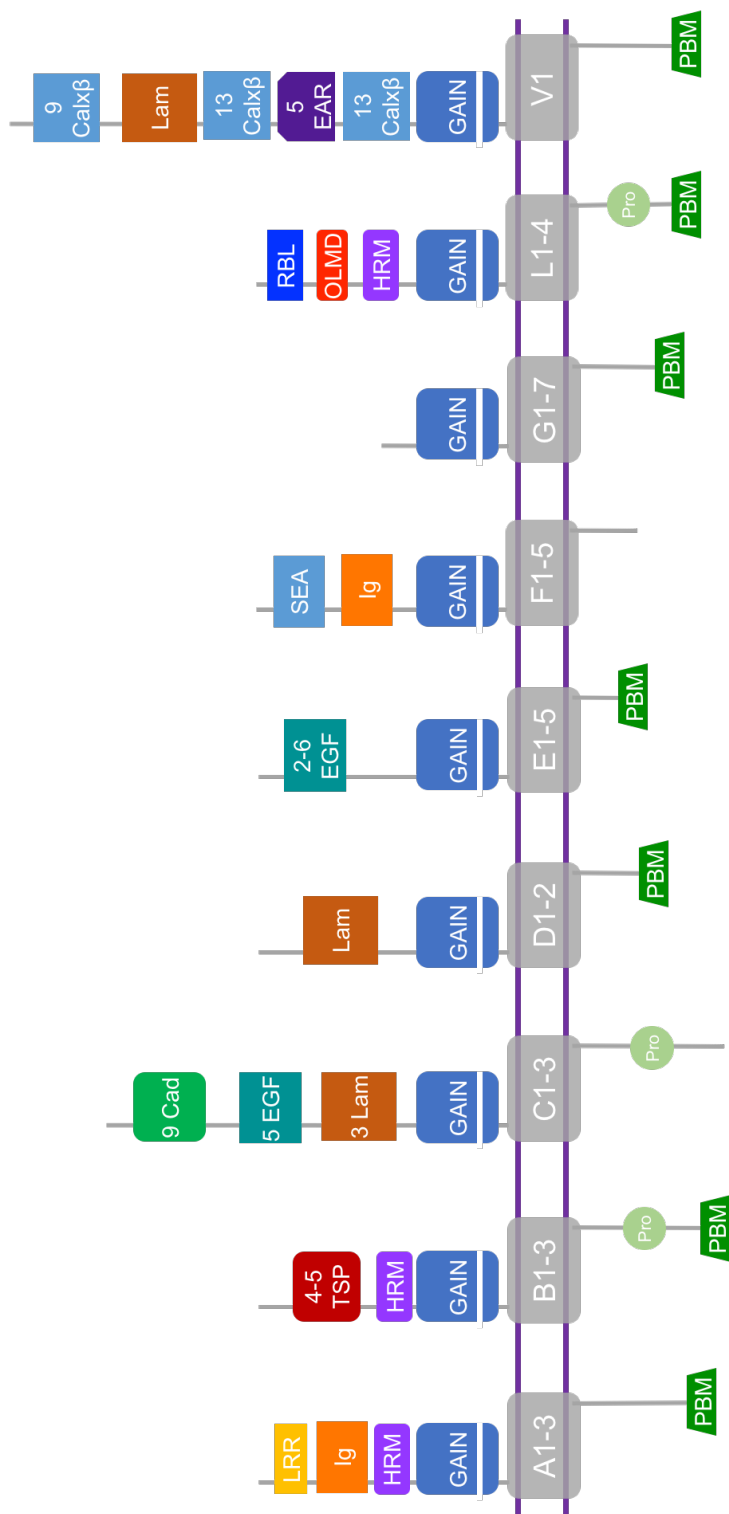 LRR
Ig
HRM
GAIN
A1-3
PBM
4-5
TSP
HRM
GAIN
B1-3
Pro
PBM
9 Cad
5 EGF
3 Lam
GAIN
C1-3
Pro
Lam
GAIN
D1-2
PBM
2-6
EGF
GAIN
E1-5
PBM
SEA
Ig
GAIN
F1-5
GAIN
G1-7
PBM
RBL
OLMD
HRM
GAIN
L1-4
Pro
PBM
9
Calxβ
Lam
13
Calxβ
5
EAR
13
Calxβ
GAIN
V1
PBM